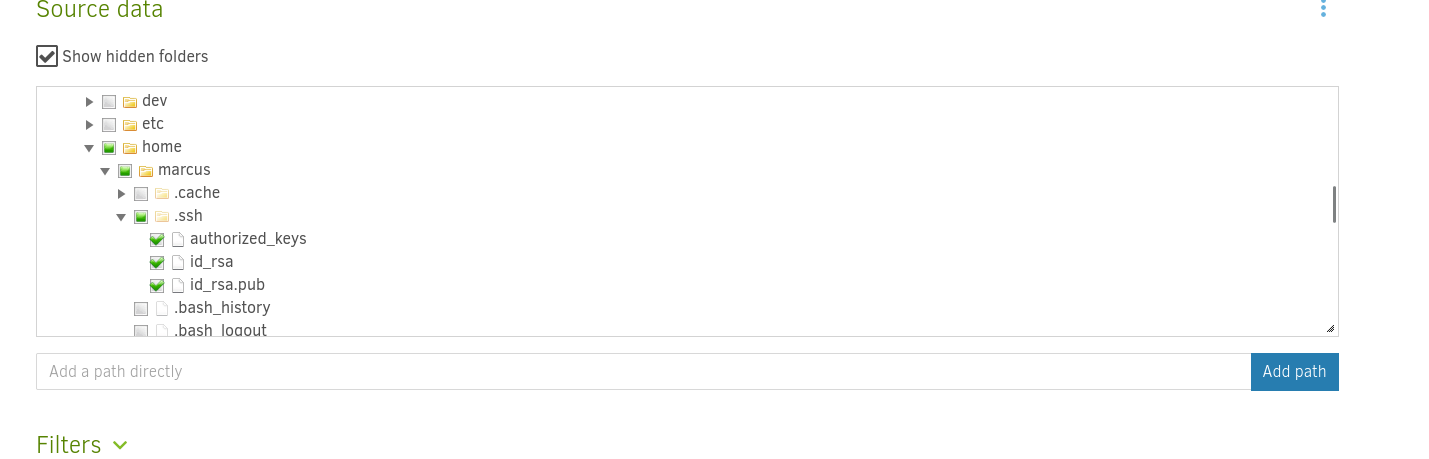 Source data
Show hidden folders
dev
etc
home
marcus
.cache
.ssh
authorized_keys
id_rsa
id_rsa.pub
.bash_history
.bash_logout
Add a path directly
Add path
Filters